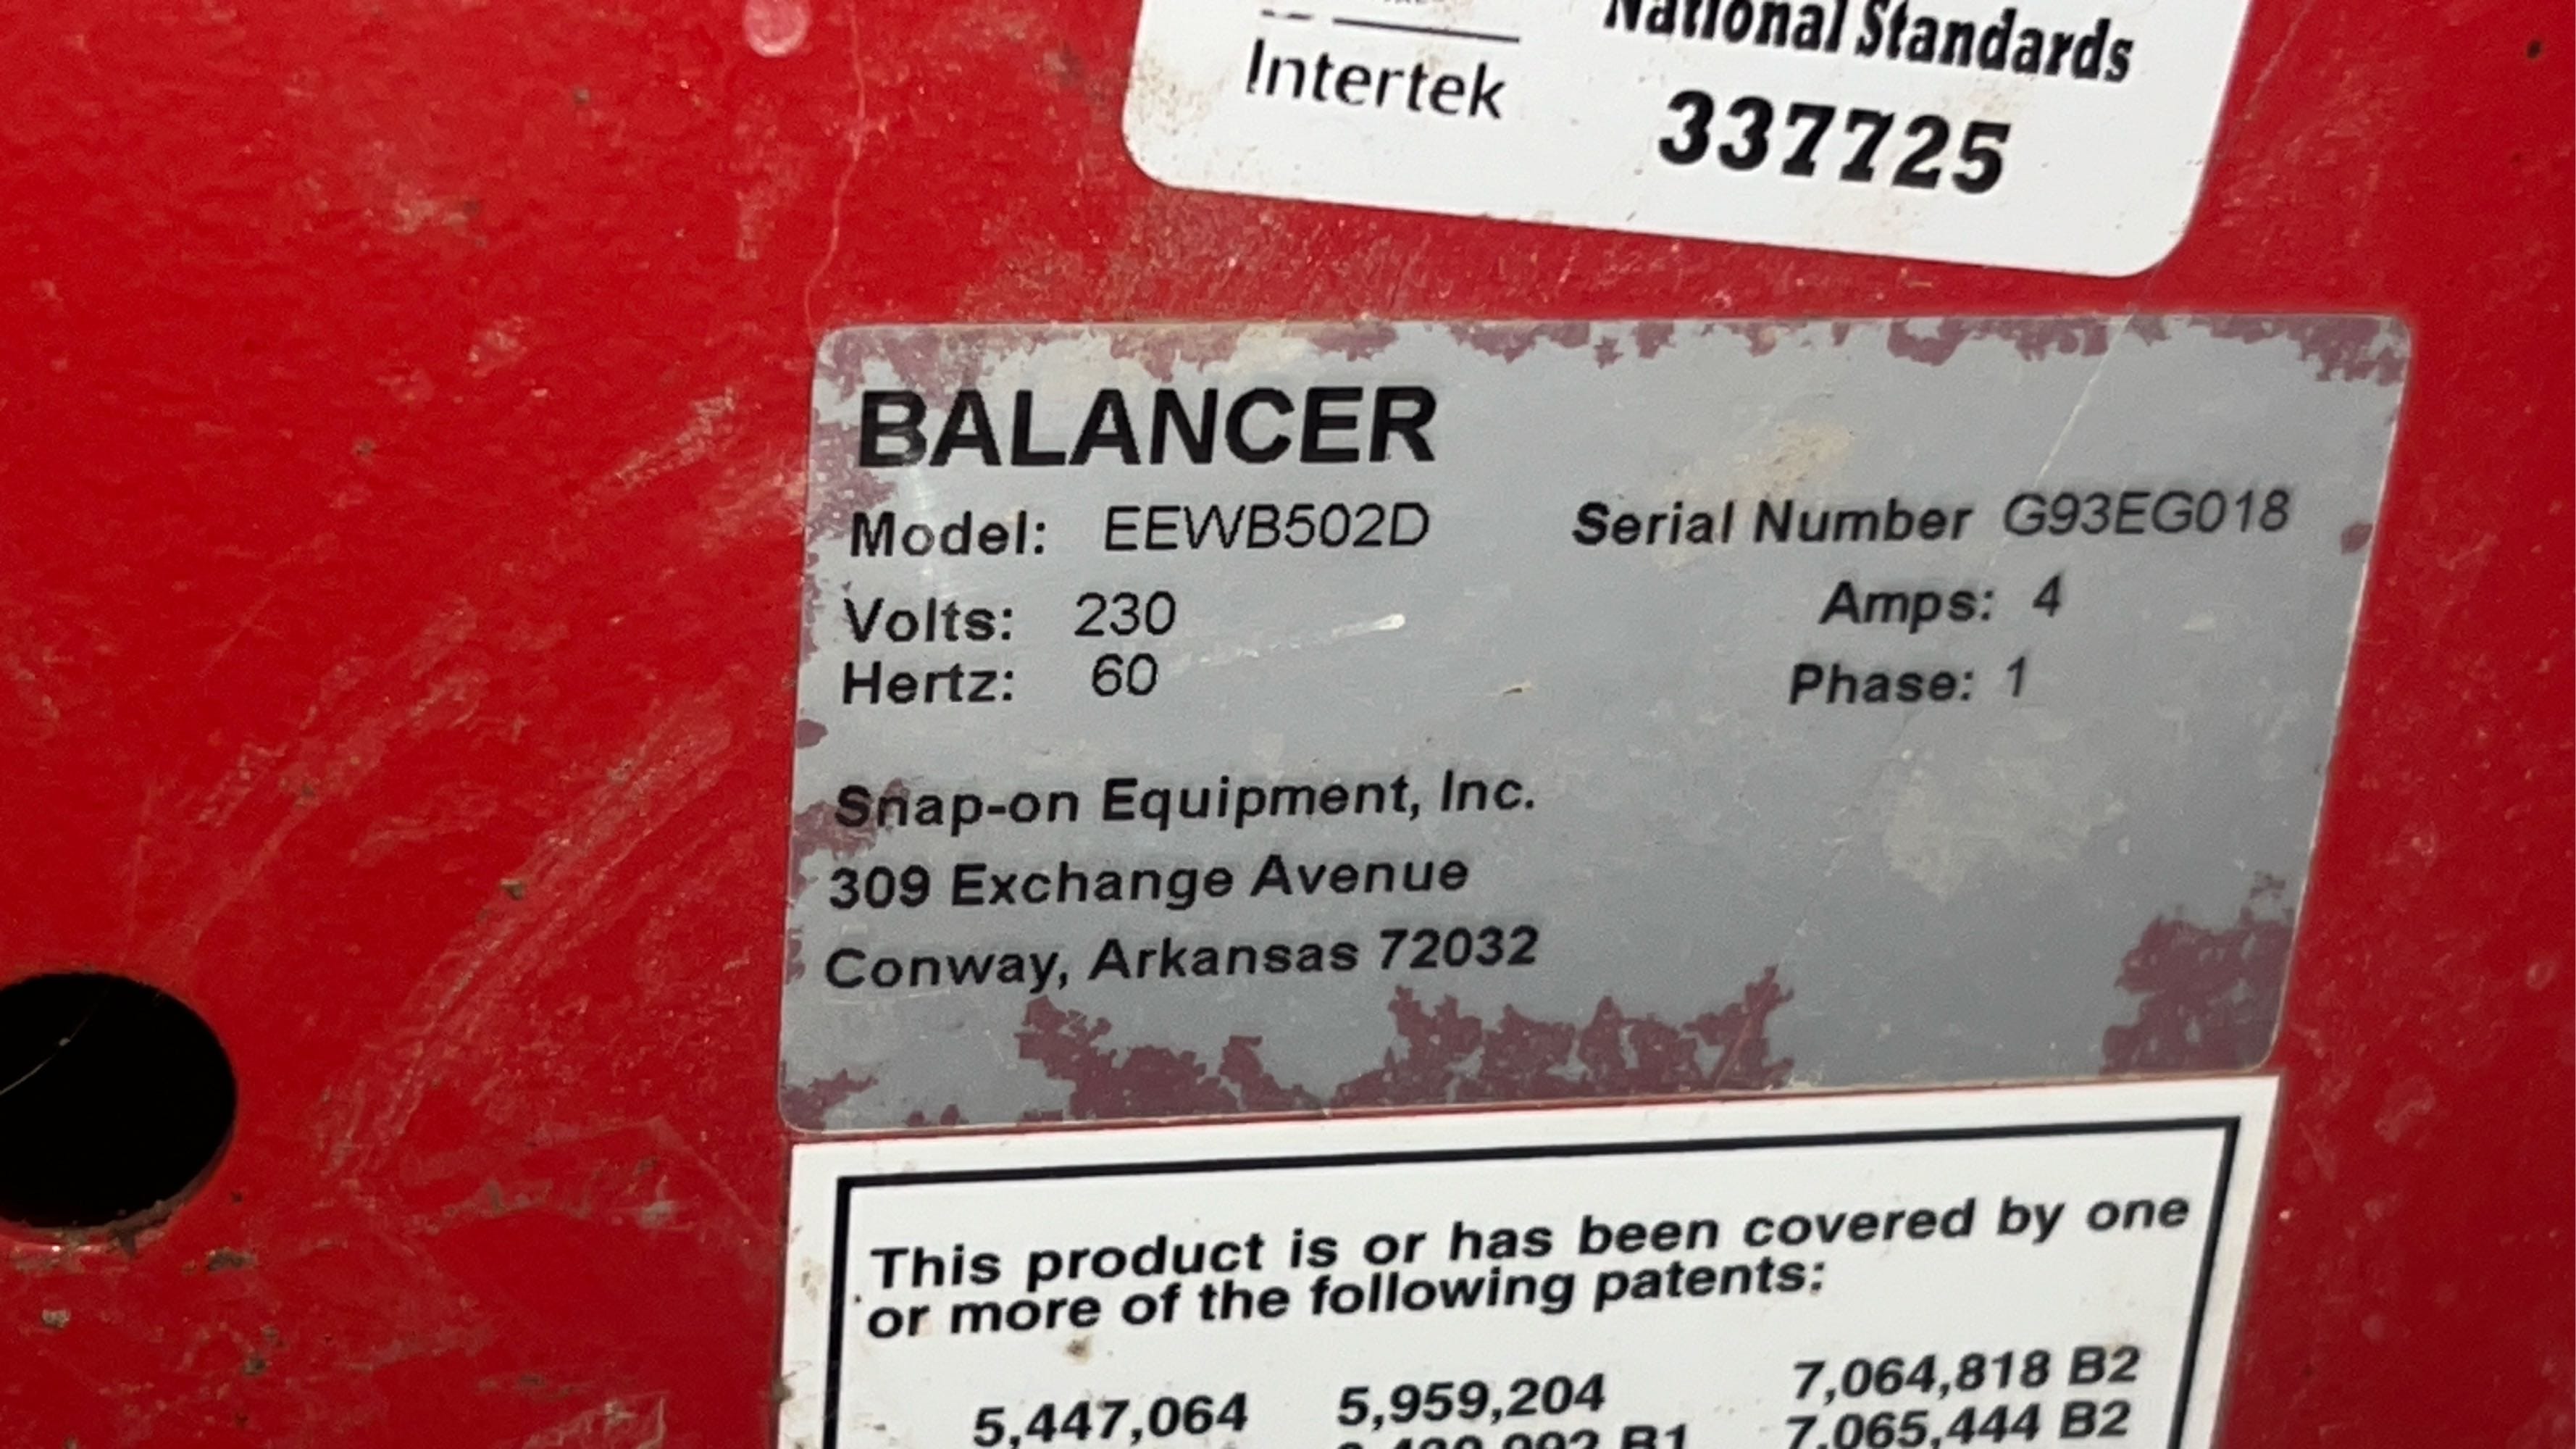 National Standards
Intertek
337725
BALANCER
Model: EEWB502D Serial Number G93EG018
Volts: 230 Amps: 4
Hertz: 60 Phase: 1
Snap-on Equipment, Inc.
309 Exchange Avenue
Conway, Arkansas 72032
This product is or has been covered by one
or more of the following patents:
5,447,064 5,959,204 7,064,818 B2
7,065,444 B2